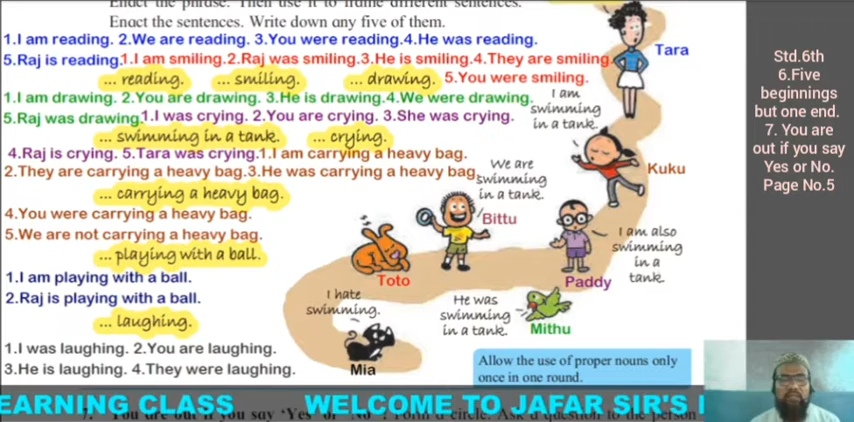 Enact the phrase. Then use it to frame different sentences.
Enact the sentences. Write down any five of them.
1.I am reading. 2.We are reading. 3.You were reading.4.He was reading.
5.Raj is reading.1.I am smiling.2.Raj was smiling.3.He is smiling.4.They are smiling.
... reading. ... smiling. ... drawing. 5.You were smiling.
1.I am drawing. 2.You are drawing. 3.He is drawing.4.We were drawing.
5.Raj was drawing.1.I was crying. 2.You are crying. 3.She was crying.
... swimming in a tank. ... crying.
4.Raj is crying. 5.Tara was crying.1.I am carrying a heavy bag.
2.They are carrying a heavy bag.3.He was carrying a heavy bag.
... carrying a heavy bag.
4.You were carrying a heavy bag.
5.We are not carrying a heavy bag.
... playing with a ball.
1.I am playing with a ball.
2.Raj is playing with a ball.
... laughing.
1.I was laughing. 2.You are laughing.
3.He is laughing. 4.They were laughing.
Tara
I am
swimming
in a tank.
Kuku
We are
swimming
in a tank.
Bittu
I am also
swimming
in a
tank.
Paddy
Toto
I hate
swimming.
He was
swimming
in a tank.
Mithu
Mia
Allow the use of proper nouns only
once in one round.
Std.6th
6.Five
beginnings
but one end.
7. You are
out if you say
Yes or No.
Page No.5
EARNING CLASS WELCOME TO JAFAR SIR'S